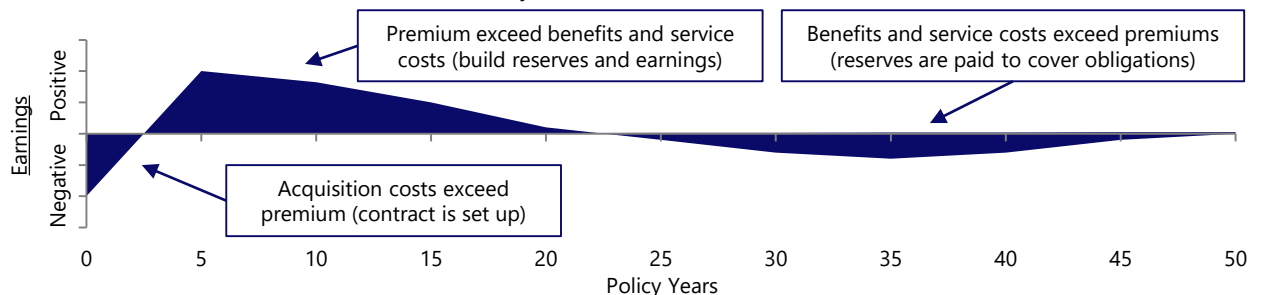 Premium exceed benefits and service
costs (build reserves and earnings)
Benefits and service costs exceed premiums
(reserves are paid to cover obligations)
Earnings
Positive
Negative
Acquisition costs exceed
premium (contract is set up)
0 5 10 15 20 25 30 35 40 45 50
Policy Years